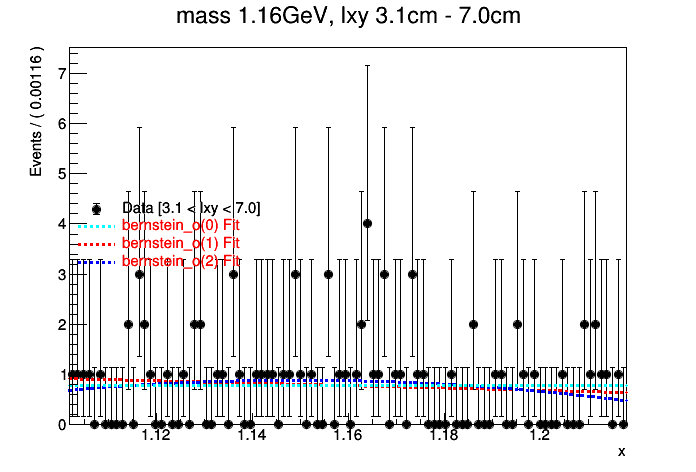 mass 1.16GeV, lxy 3.1cm - 7.0cm
Events / ( 0.00116 )
7
6
5
4
3
2
1
0
Data [3.1 < lxy < 7.0]
bernstein_o(0) Fit
bernstein_o(1) Fit
bernstein_o(2) Fit
1.12
1.14
1.16
1.18
1.2
x